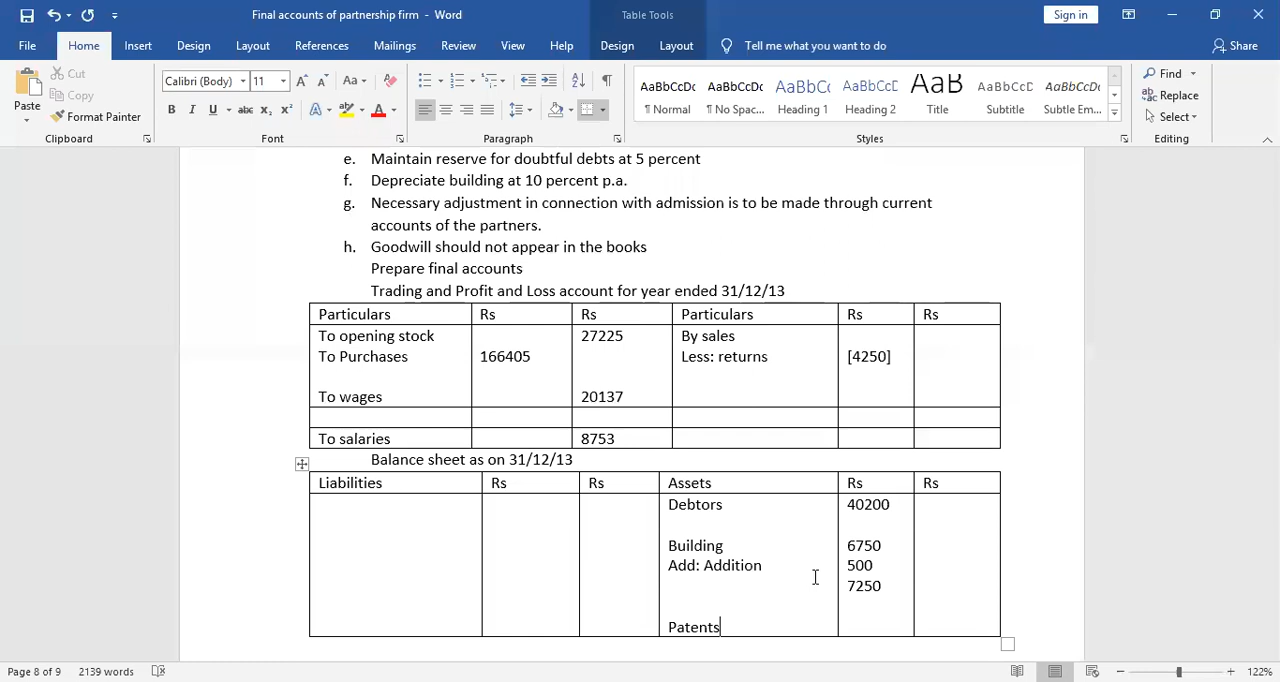 Final accounts of partnership firm - Word
Table Tools
Sign in
File Home Insert Design Layout References Mailings Review View Help Design Layout Tell me what you want to do Share
Paste
Cut
Copy
Format Painter
Clipboard
Calibri (Body) 11
Font
Paragraph
AaBbCcDc AaBbCcDc AaBbCc AaBbCcC AaB AaBbCcC AaBbCcDc
¶ Normal ¶ No Spac... Heading 1 Heading 2 Title Subtitle Subtle Em...
Styles
Find
Replace
Select
Editing
e. Maintain reserve for doubtful debts at 5 percent
f. Depreciate building at 10 percent p.a.
g. Necessary adjustment in connection with admission is to be made through current
accounts of the partners.
h. Goodwill should not appear in the books
Prepare final accounts
Trading and Profit and Loss account for year ended 31/12/13
Particulars Rs Rs Particulars Rs Rs
To opening stock 27225 By sales
To Purchases 166405 Less: returns [4250]
To wages 20137
To salaries 8753
Balance sheet as on 31/12/13
Liabilities Rs Rs Assets Rs Rs
Debtors 40200
Building 6750
Add: Addition 500
7250
Patents
Page 8 of 9 2139 words 122%